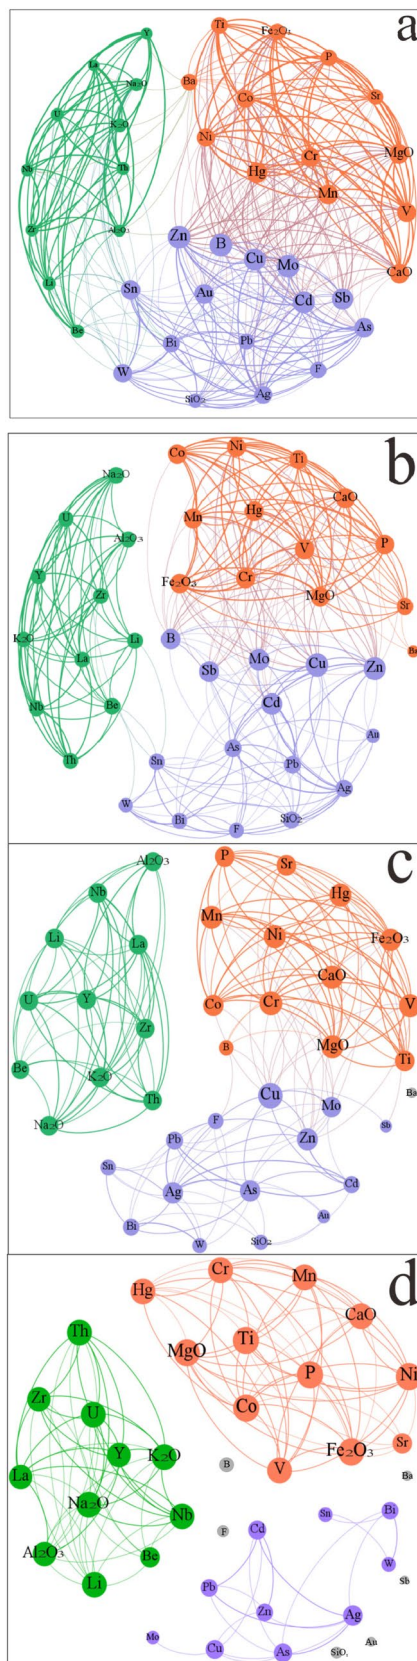 a
Ti
Fe₂O₃
Y
P
La
Na₂O
Ba
Co
Sr
U
K₂O
Ni
MgO
Cr
Nb
Th
Hg
Mn
V
Zr
Al₂O₃
Zn
B
Cu
Mo
CaO
Li
Sn
Au
Cd
Sb
Be
Bi
Pb
As
W
F
SiO₂
Ag
b
Co
Ni
Ti
Na₂O
CaO
U
Mn
Hg
Al₂O₃
V
P
Y
Fe₂O₃
Cr
MgO
Zr
Sr
K₂O
Li
B
Ba
La
Sb
Mo
Cu
Zn
Nb
Be
Cd
Th
Sn
As
Au
Pb
W
Ag
Bi
F
SiO₂
c
Al₂O₃
P
Sr
Nb
Hg
Mn
Li
La
Ni
Fe₂O₃
CaO
U
Y
Co
Cr
V
Zr
B
MgO
Ti
Be
K₂O
Ba
Th
Cu
Mo
Na₂O
F
Sb
Pb
Zn
Sn
Ag
As
Cd
Bi
Au
W
SiO₂
d
Cr
Mn
Hg
CaO
Th
MgO
Ti
Zr
P
Ni
U
Co
Y
K₂O
Fe₂O₃
Sr
La
V
B
Ba
Na₂O
Nb
Sn
Bi
Al₂O₃
F
Cd
Be
W
Li
Pb
Sb
Zn
Ag
Mo
Au
Cu
As
SiO₂